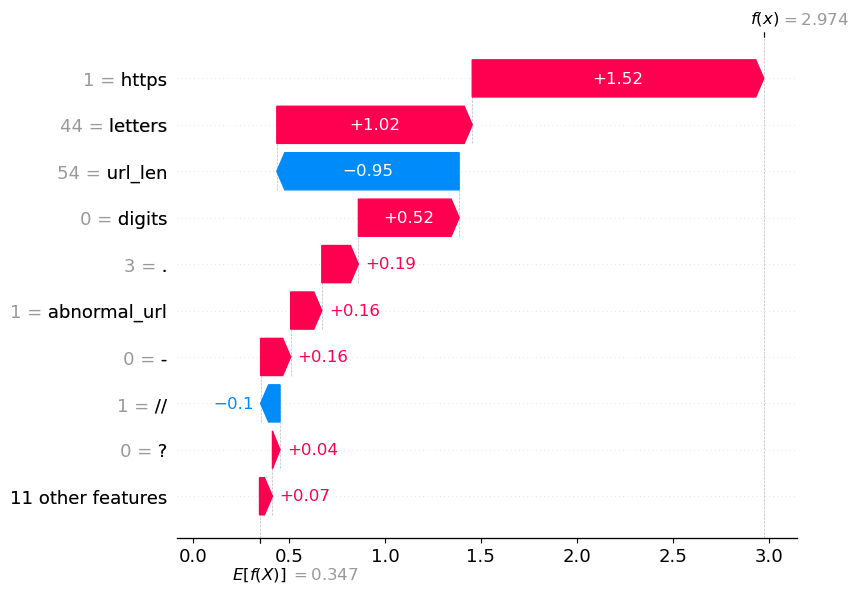 f(x) = 2.974
1 = https
+1.52
44 = letters
+1.02
54 = url_len
−0.95
0 = digits
+0.52
3 = .
+0.19
1 = abnormal_url
+0.16
0 = -
+0.16
1 = //
−0.1
0 = ?
+0.04
11 other features
+0.07
0.0 0.5 1.0 1.5 2.0 2.5 3.0
E[f(X)] = 0.347